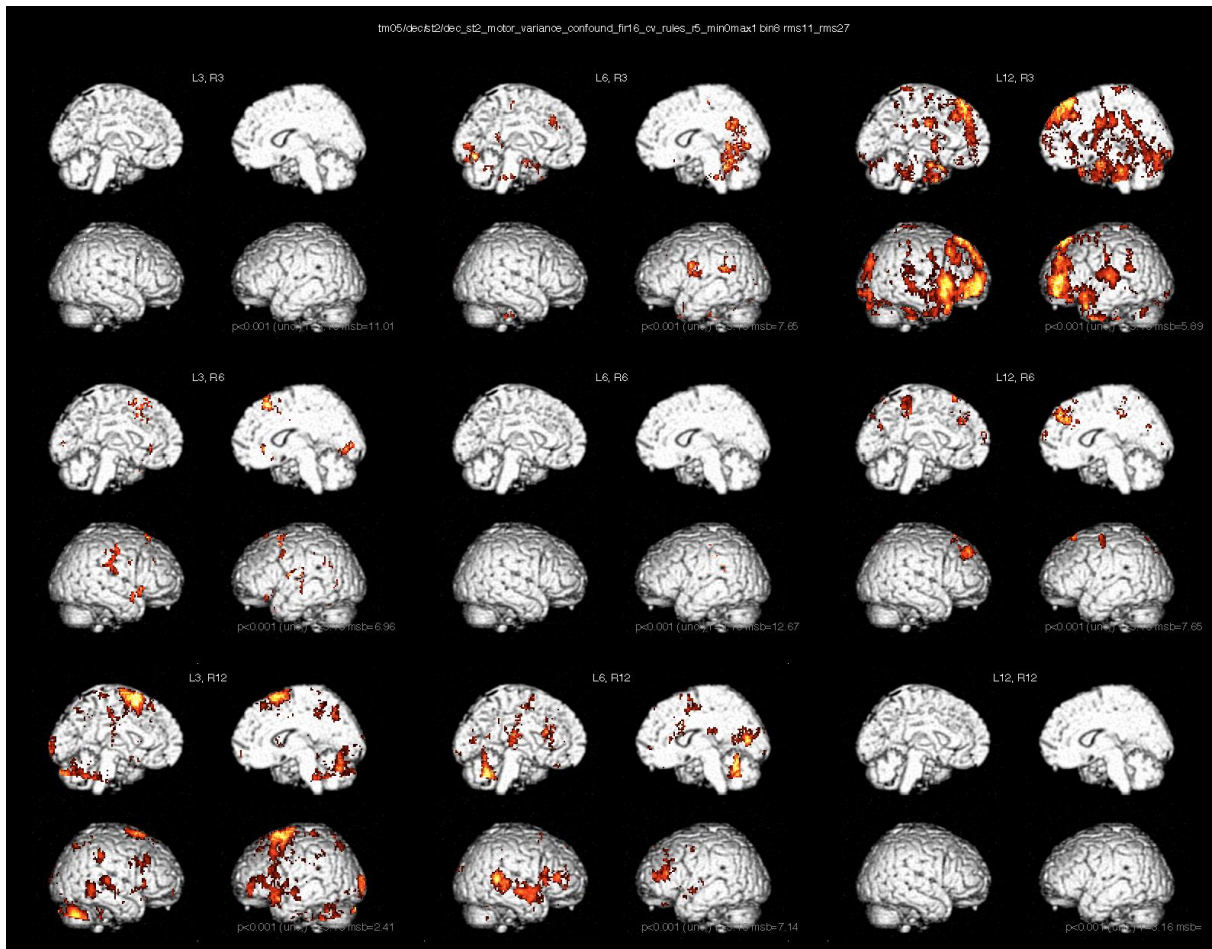 tm05/dec/st2/dec_st2_motor_variance_confound_fir16_cv_rules_r5_min0max1 bin8 rms11_rms27
L3, R3
L6, R3
L12, R3
p<0.001 (unc.) msb=11.01
p<0.001 (unc.) msb=7.65
p<0.001 (unc.) msb=5.89
L3, R6
L6, R6
L12, R6
p<0.001 (unc.) msb=6.96
p<0.001 (unc.) msb=12.67
p<0.001 (unc.) msb=7.65
L3, R12
L6, R12
L12, R12
p<0.001 (unc.) msb=2.41
p<0.001 (unc.) msb=7.14
p<0.001 (unc.) msb=